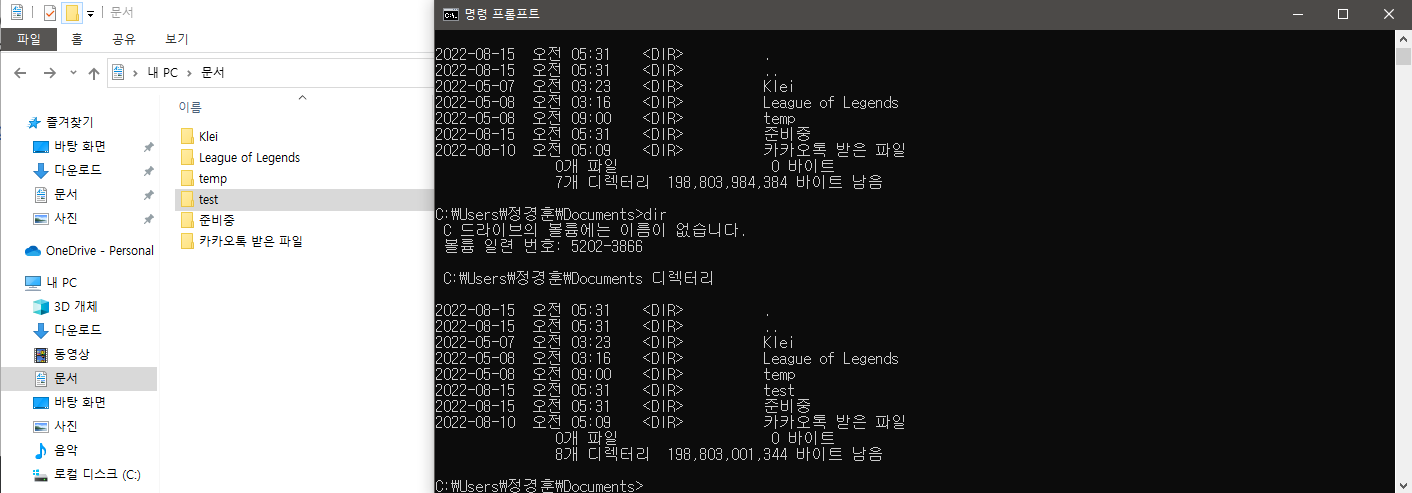 문서
파일 홈 공유 보기
내 PC > 문서
이름
즐겨찾기
바탕 화면
다운로드
문서
사진
OneDrive - Personal
내 PC
3D 개체
다운로드
동영상
문서
바탕 화면
사진
음악
로컬 디스크 (C:)
Klei
League of Legends
temp
test
준비중
카카오톡 받은 파일
명령 프롬프트
2022-08-15 오전 05:31 <DIR> .
2022-08-15 오전 05:31 <DIR> ..
2022-05-07 오전 03:23 <DIR> Klei
2022-05-08 오전 03:16 <DIR> League of Legends
2022-05-08 오전 09:00 <DIR> temp
2022-08-15 오전 05:31 <DIR> 준비중
2022-08-10 오전 05:09 <DIR> 카카오톡 받은 파일
0개 파일 0 바이트
7개 디렉터리 198,803,984,384 바이트 남음
C:₩Users₩정경훈₩Documents>dir
C 드라이브의 볼륨에는 이름이 없습니다.
볼륨 일련 번호: 5202-3866
C:₩Users₩정경훈₩Documents 디렉터리
2022-08-15 오전 05:31 <DIR> .
2022-08-15 오전 05:31 <DIR> ..
2022-05-07 오전 03:23 <DIR> Klei
2022-05-08 오전 03:16 <DIR> League of Legends
2022-05-08 오전 09:00 <DIR> temp
2022-08-15 오전 05:31 <DIR> test
2022-08-15 오전 05:31 <DIR> 준비중
2022-08-10 오전 05:09 <DIR> 카카오톡 받은 파일
0개 파일 0 바이트
8개 디렉터리 198,803,001,344 바이트 남음
C:₩Users₩정경훈₩Documents>